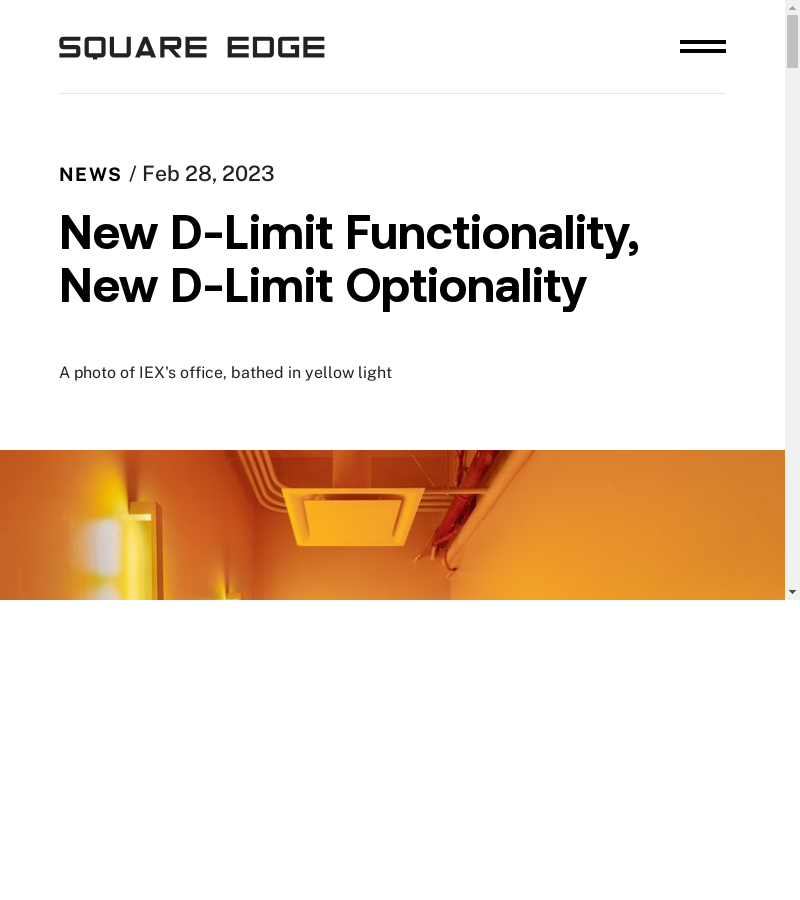 SQUARE EDGE
NEWS / Feb 28, 2023
New D-Limit Functionality,
New D-Limit Optionality
A photo of IEX's office, bathed in yellow light